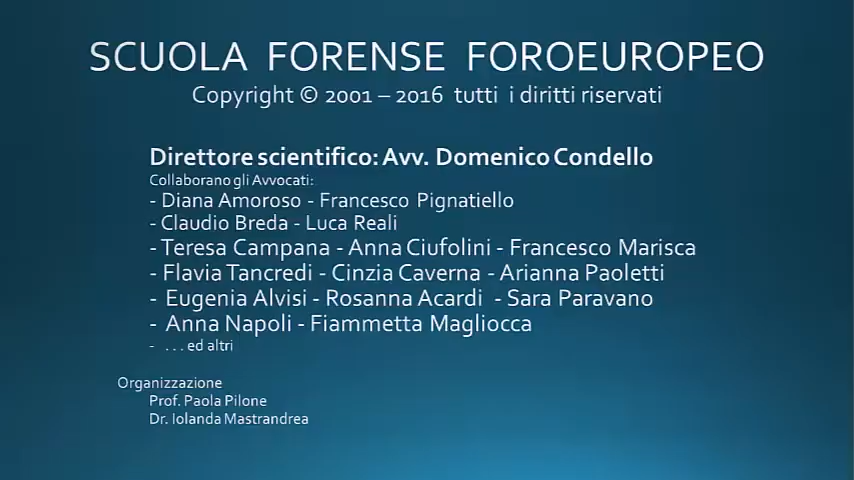 SCUOLA FORENSE FOROEUROPEO
Copyright © 2001 – 2016 tutti i diritti riservati
Direttore scientifico: Avv. Domenico Condello
Collaborano gli Avvocati:
- Diana Amoroso - Francesco Pignatiello
- Claudio Breda - Luca Reali
- Teresa Campana - Anna Ciufolini - Francesco Marisca
- Flavia Tancredi - Cinzia Caverna - Arianna Paoletti
- Eugenia Alvisi - Rosanna Acardi - Sara Paravano
- Anna Napoli - Fiammetta Magliocca
- . . . ed altri
Organizzazione
Prof. Paola Pilone
Dr. Iolanda Mastrandrea